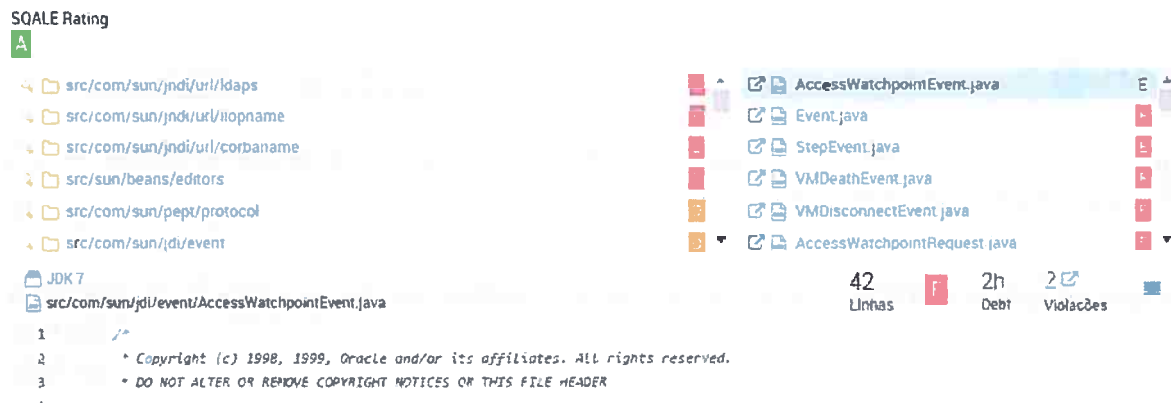 SQALE Rating
A
src/com/sun/jndi/url/ldaps
src/com/sun/jndi/url/iiopname
src/com/sun/jndi/url/corbaname
src/sun/beans/editors
src/com/sun/pept/protocol
src/com/sun/jdi/event
AccessWatchpointEvent.java E
Event.java
StepEvent.java E
VMDeathEvent.java
VMDisconnectEvent.java
AccessWatchpointRequest.java
JDK 7
src/com/sun/jdi/event/AccessWatchpointEvent.java
42 2h 2
Linhas Debt Violações
1 /*
2 * Copyright (c) 1998, 1999, Oracle and/or its affiliates. All rights reserved.
3 * DO NOT ALTER OR REMOVE COPYRIGHT NOTICES OR THIS FILE HEADER